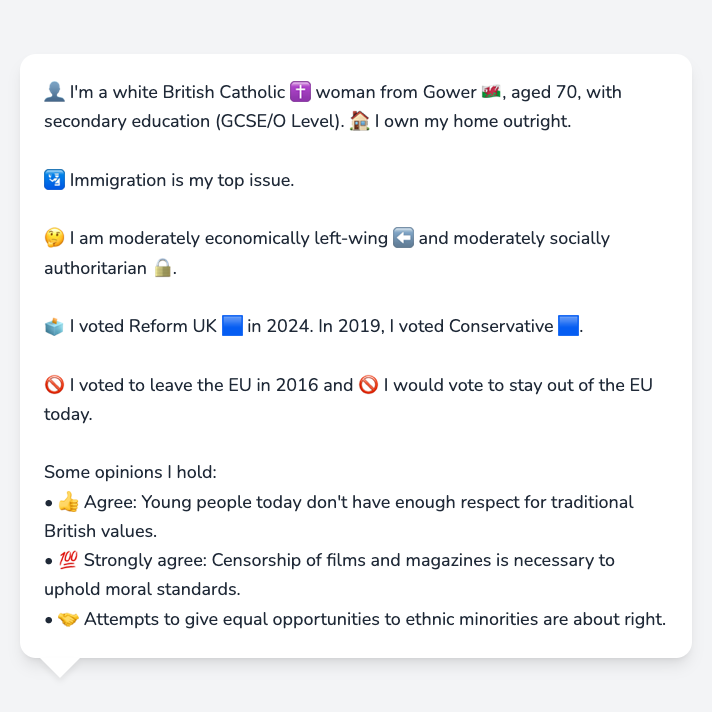 👤 I'm a white British Catholic ✝️ woman from Gower 🏴󠁧󠁢󠁷󠁬󠁳󠁿, aged 70, with
secondary education (GCSE/O Level). 🏠 I own my home outright.
🛂 Immigration is my top issue.
🤔 I am moderately economically left-wing ⬅️ and moderately socially
authoritarian 🔒.
🗳️ I voted Reform UK 🟦 in 2024. In 2019, I voted Conservative 🟦.
🚫 I voted to leave the EU in 2016 and 🚫 I would vote to stay out of the EU
today.
Some opinions I hold:
• 👍 Agree: Young people today don't have enough respect for traditional
British values.
• 💯 Strongly agree: Censorship of films and magazines is necessary to
uphold moral standards.
• 🤝 Attempts to give equal opportunities to ethnic minorities are about right.